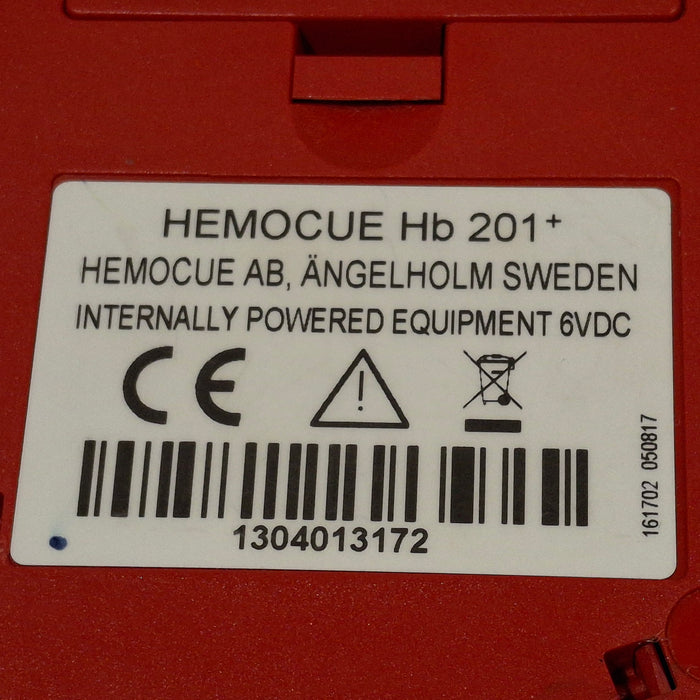 HEMOCUE Hb 201+
HEMOCUE AB, ÄNGELHOLM SWEDEN
INTERNALLY POWERED EQUIPMENT 6VDC
CE
1304013172
161702 050817